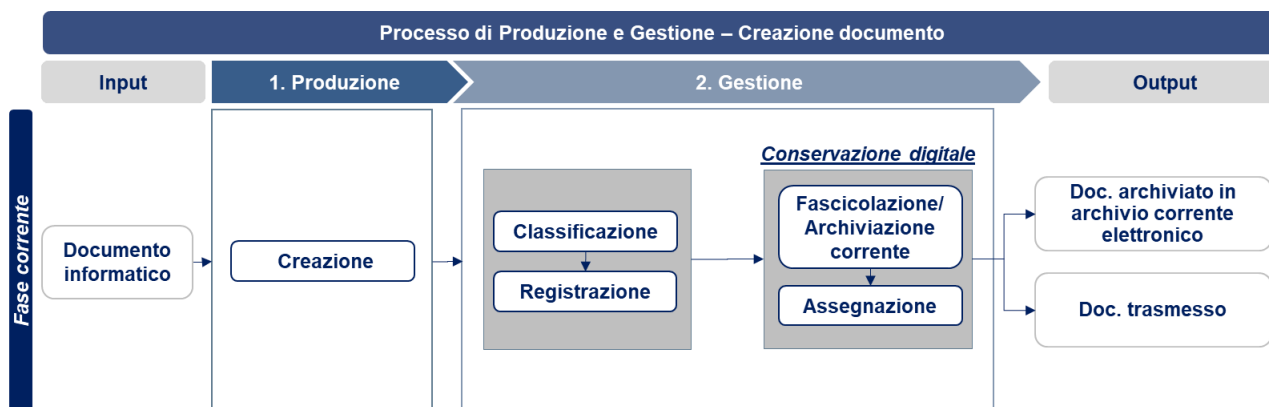 Processo di Produzione e Gestione – Creazione documento
Input
1. Produzione
2. Gestione
Output
Fase corrente
Documento
informatico
Creazione
Classificazione
Registrazione
Conservazione digitale
Fascicolazione/
Archiviazione
corrente
Assegnazione
Doc. archiviato in
archivio corrente
elettronico
Doc. trasmesso